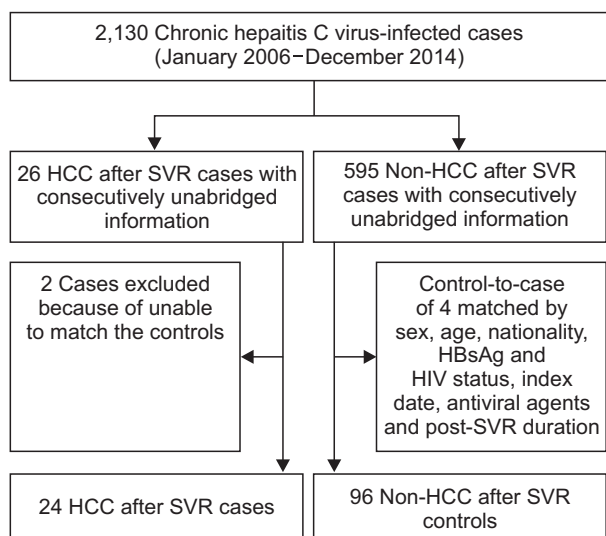 2,130 Chronic hepaitis C virus-infected cases
(January 2006–December 2014)
26 HCC after SVR cases with
consecutively unabridged
information
595 Non-HCC after SVR
cases with consecutively
unabridged information
2 Cases excluded
because of unable
to match the controls
Control-to-case
of 4 matched by
sex, age, nationality,
HBsAg and
HIV status, index
date, antiviral agents
and post-SVR duration
24 HCC after SVR cases
96 Non-HCC after SVR
controls